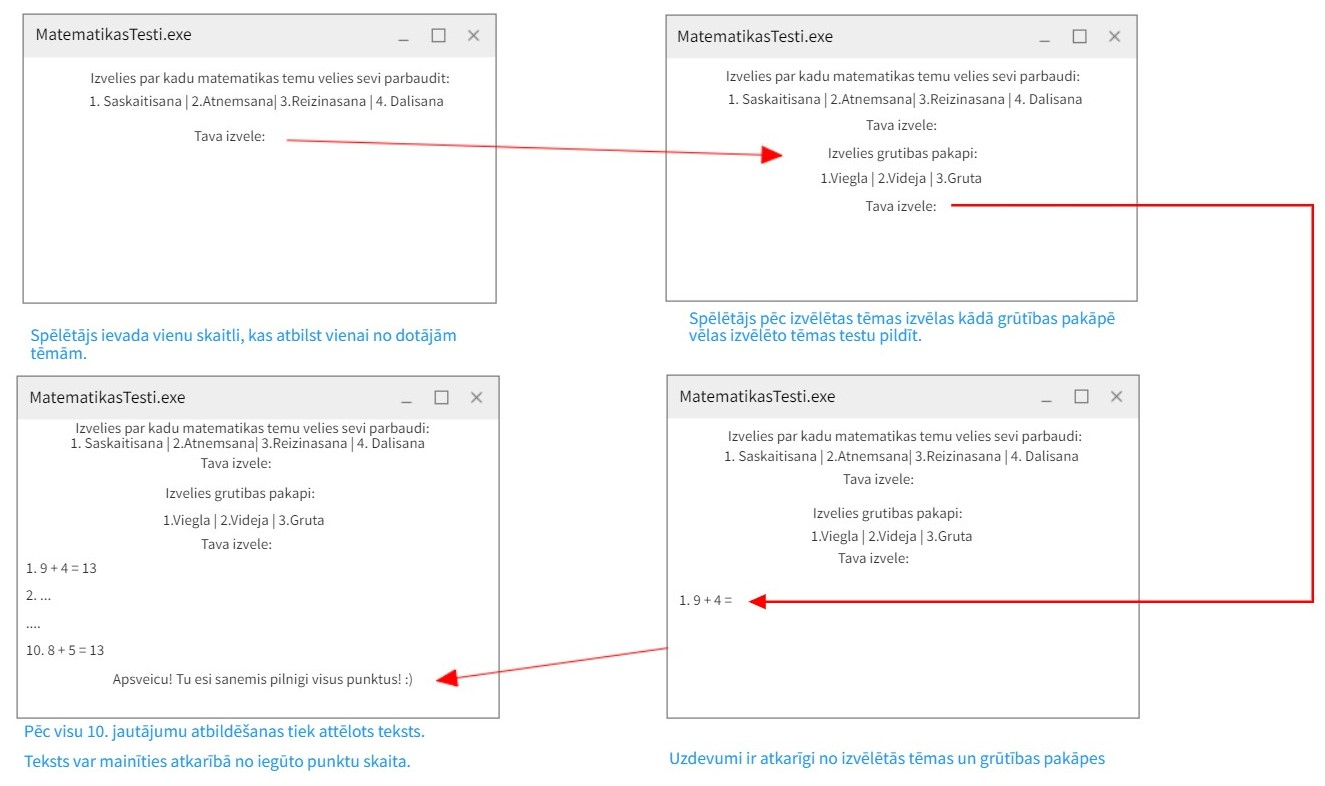 MatematikasTesti.exe
Izvelies par kadu matematikas temu velies sevi parbaudit:
1. Saskaitisana | 2.Atnemsana| 3.Reizinasana | 4. Dalisana
Tava izvele:
Spēlētājs ievada vienu skaitli, kas atbilst vienai no dotājām
tēmām.
MatematikasTesti.exe
Izvelies par kadu matematikas temu velies sevi parbaudi:
1. Saskaitisana | 2.Atnemsana| 3.Reizinasana | 4. Dalisana
Tava izvele:
Izvelies grutibas pakapi:
1.Viegla | 2.Videja | 3.Gruta
Tava izvele:
Spēlētājs pēc izvēlētas tēmas izvēlas kādā grūtības pakāpē
vēlas izvēlēto tēmas testu pildīt.
MatematikasTesti.exe
Izvelies par kadu matematikas temu velies sevi parbaudi:
1. Saskaitisana | 2.Atnemsana| 3.Reizinasana | 4. Dalisana
Tava izvele:
Izvelies grutibas pakapi:
1.Viegla | 2.Videja | 3.Gruta
Tava izvele:
1. 9 + 4 = 13
2. ...
....
10. 8 + 5 = 13
Apsveicu! Tu esi sanemis pilnigi visus punktus! :)
Pēc visu 10. jautājumu atbildēšanas tiek attēlots teksts.
Teksts var mainīties atkarībā no iegūto punktu skaita.
MatematikasTesti.exe
Izvelies par kadu matematikas temu velies sevi parbaudi:
1. Saskaitisana | 2.Atnemsana| 3.Reizinasana | 4. Dalisana
Tava izvele:
Izvelies grutibas pakapi:
1.Viegla | 2.Videja | 3.Gruta
Tava izvele:
1. 9 + 4 =
Uzdevumi ir atkarīgi no izvēlētās tēmas un grūtības pakāpes